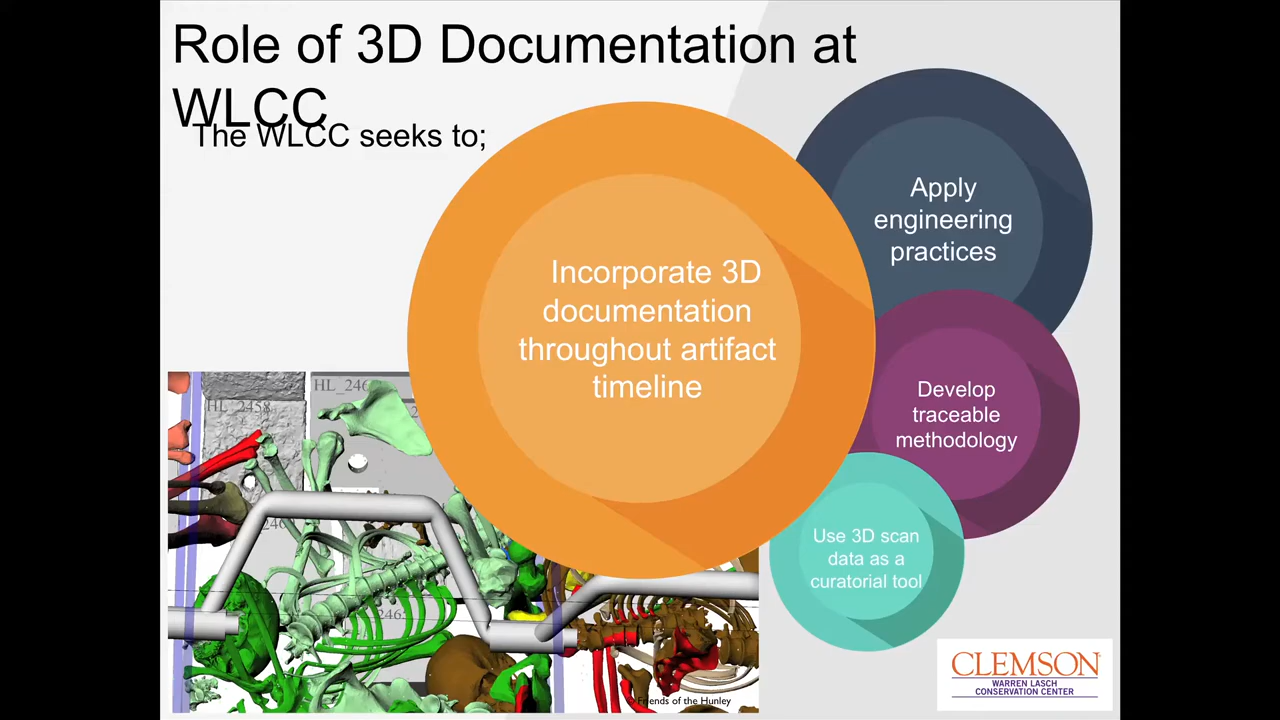 Role of 3D Documentation at
WLCC
The WLCC seeks to;
Incorporate 3D
documentation
throughout artifact
timeline
Apply
engineering
practices
Develop
traceable
methodology
Use 3D scan
data as a
curatorial tool
HL_2458
Friends of the Hunley
CLEMSON
WARREN LASCH
CONSERVATION CENTER